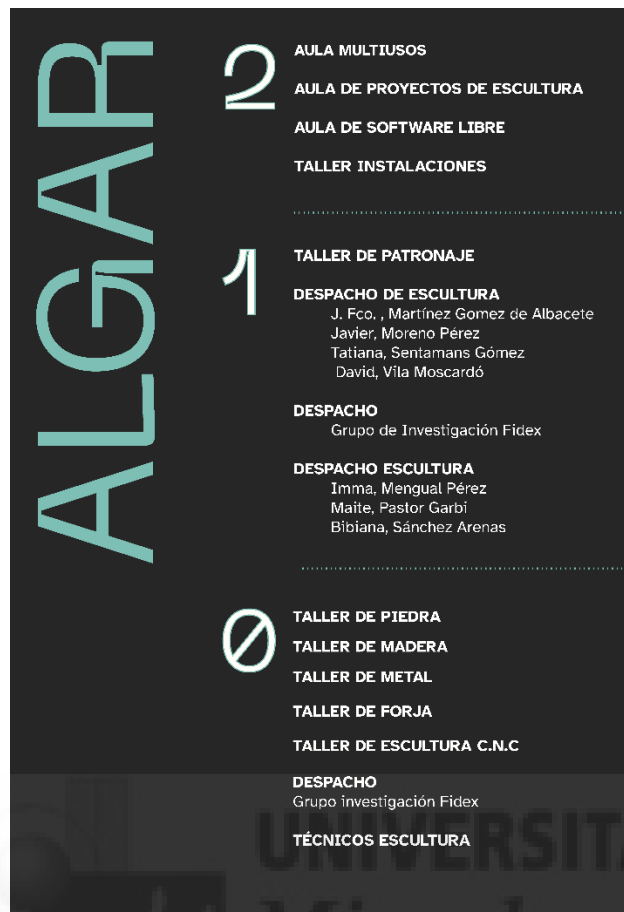 ALGAR
2
AULA MULTIUSOS
AULA DE PROYECTOS DE ESCULTURA
AULA DE SOFTWARE LIBRE
TALLER INSTALACIONES
1
TALLER DE PATRONAJE
DESPACHO DE ESCULTURA
J. Fco. , Martínez Gomez de Albacete
Javier, Moreno Pérez
Tatiana, Sentamans Gómez
David, Vila Moscardó
DESPACHO
Grupo de Investigación Fidex
DESPACHO ESCULTURA
Imma, Mengual Pérez
Maite, Pastor Garbi
Bibiana, Sánchez Arenas
0
TALLER DE PIEDRA
TALLER DE MADERA
TALLER DE METAL
TALLER DE FORJA
TALLER DE ESCULTURA C.N.C
DESPACHO
Grupo investigación Fidex
TÉCNICOS ESCULTURA
UNIVERSITA